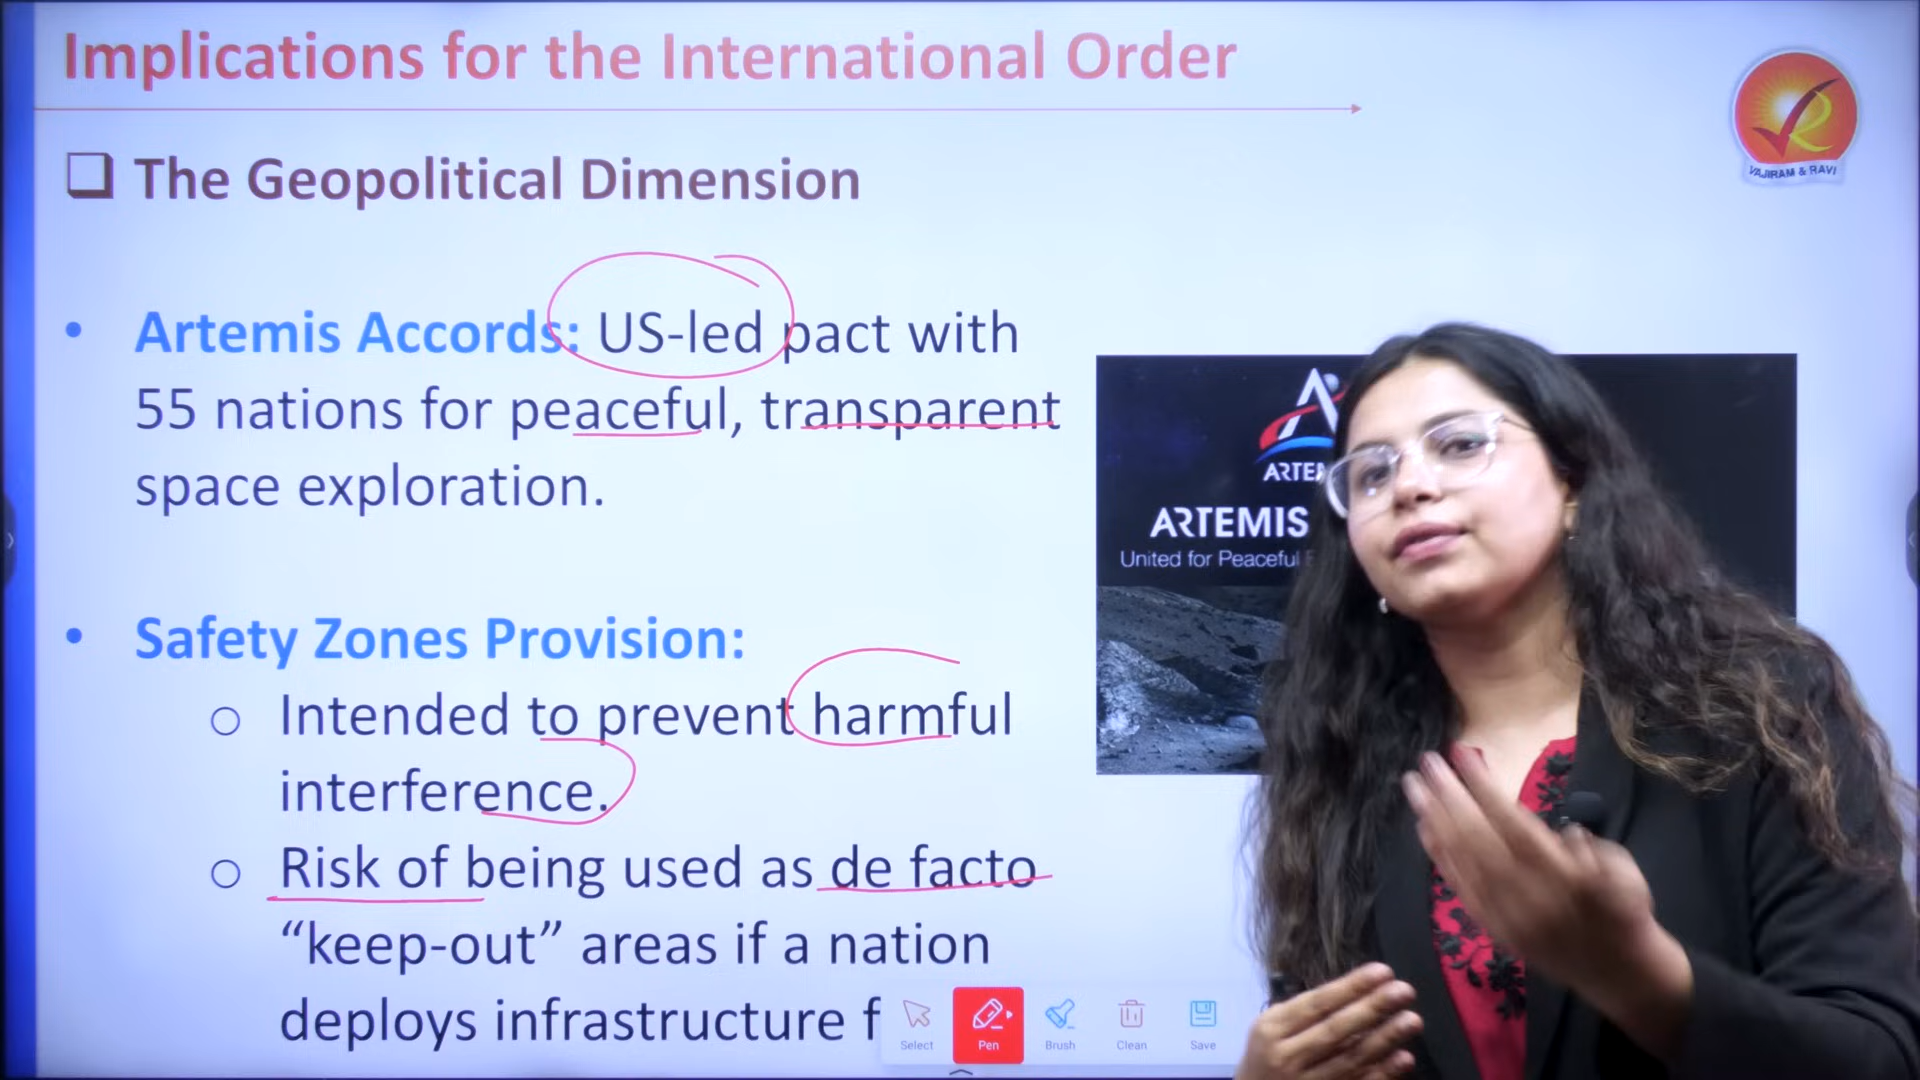 Implications for the International Order
VAJIRAM & RAVI
The Geopolitical Dimension
• Artemis Accords: US-led pact with
55 nations for peaceful, transparent
space exploration.
ARTEMIS
United for Peaceful
• Safety Zones Provision:
Intended to prevent harmful
interference.
Risk of being used as de facto
“keep-out” areas if a nation
deploys infrastructure
Select
Pen
Brush
Clean
Save